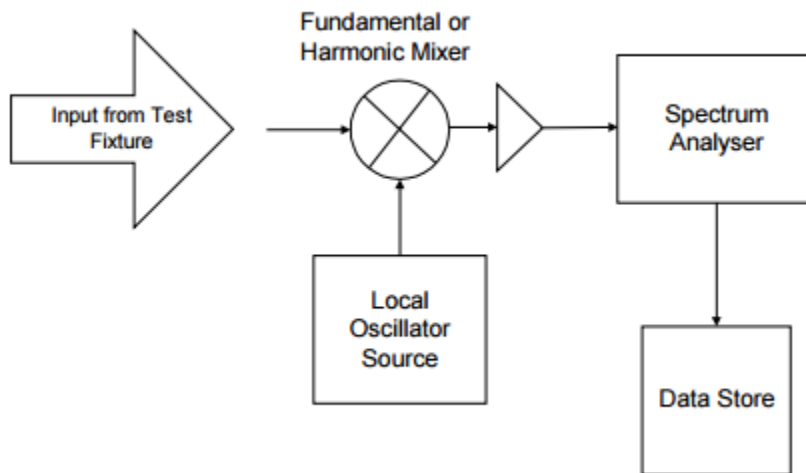 Fundamental or
Harmonic Mixer
Input from Test
Fixture
Spectrum
Analyser
Local
Oscillator
Source
Data Store